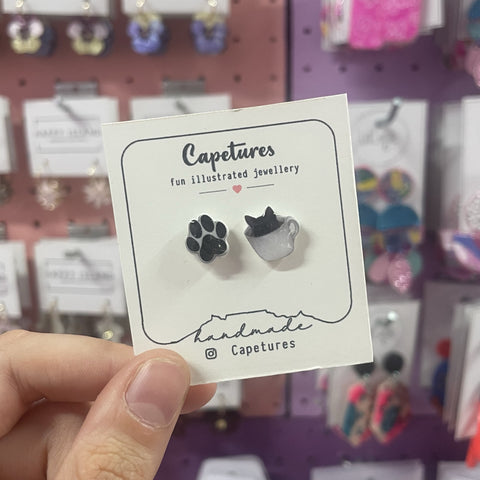 Capetures
fun illustrated jewellery
handmade
Capetures